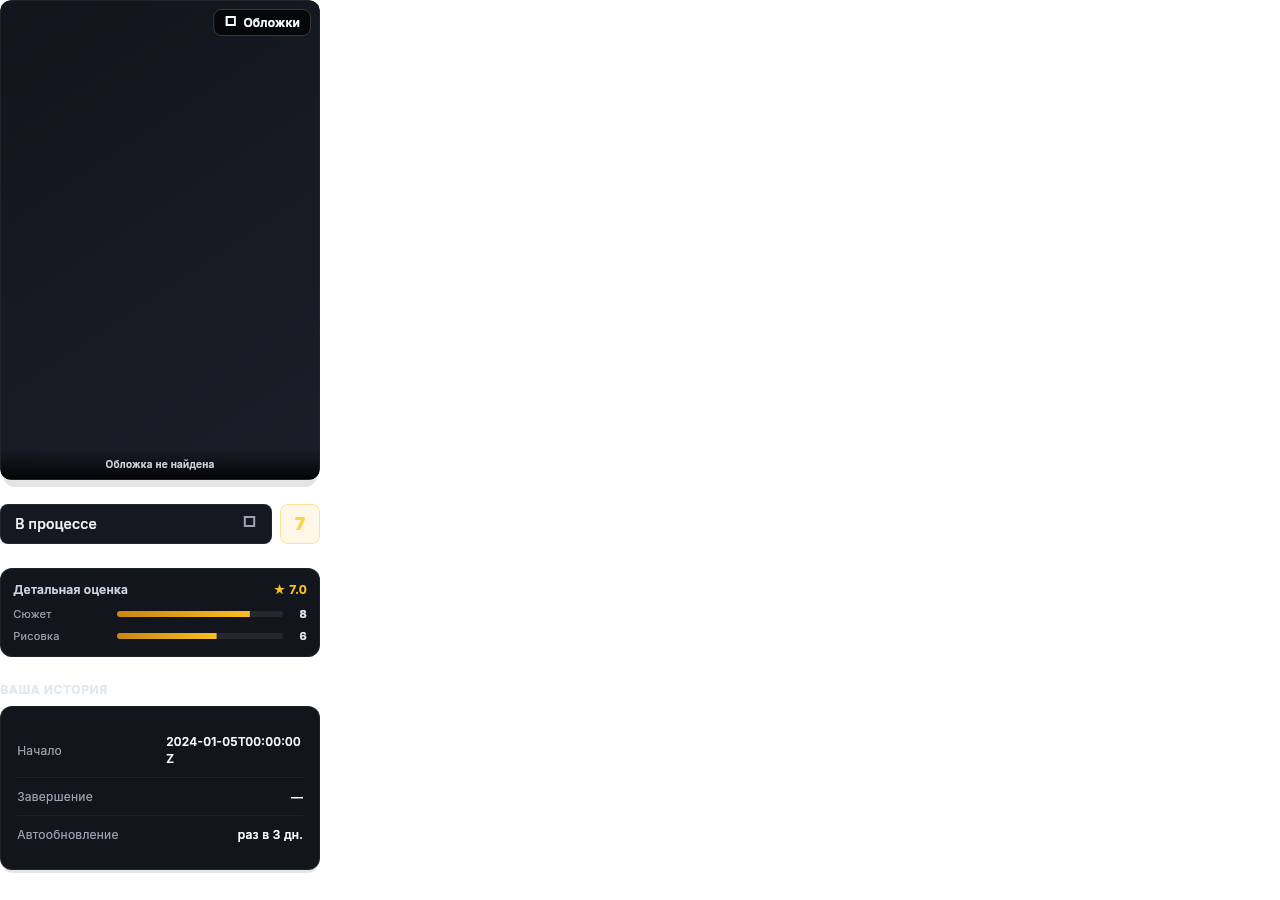 Обложки
Обложка не найдена
В процессе
7
Детальная оценка ★ 7.0
Сюжет 8
Рисовка 6
ВАША ИСТОРИЯ
Начало 2024-01-05T00:00:00
Z
Завершение —
Автообновление раз в 3 дн.